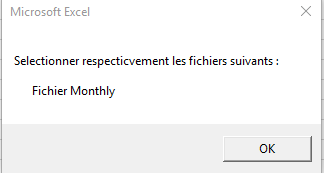 Microsoft Excel
Selectionner respecticvement les fichiers suivants :
Fichier Monthly
OK